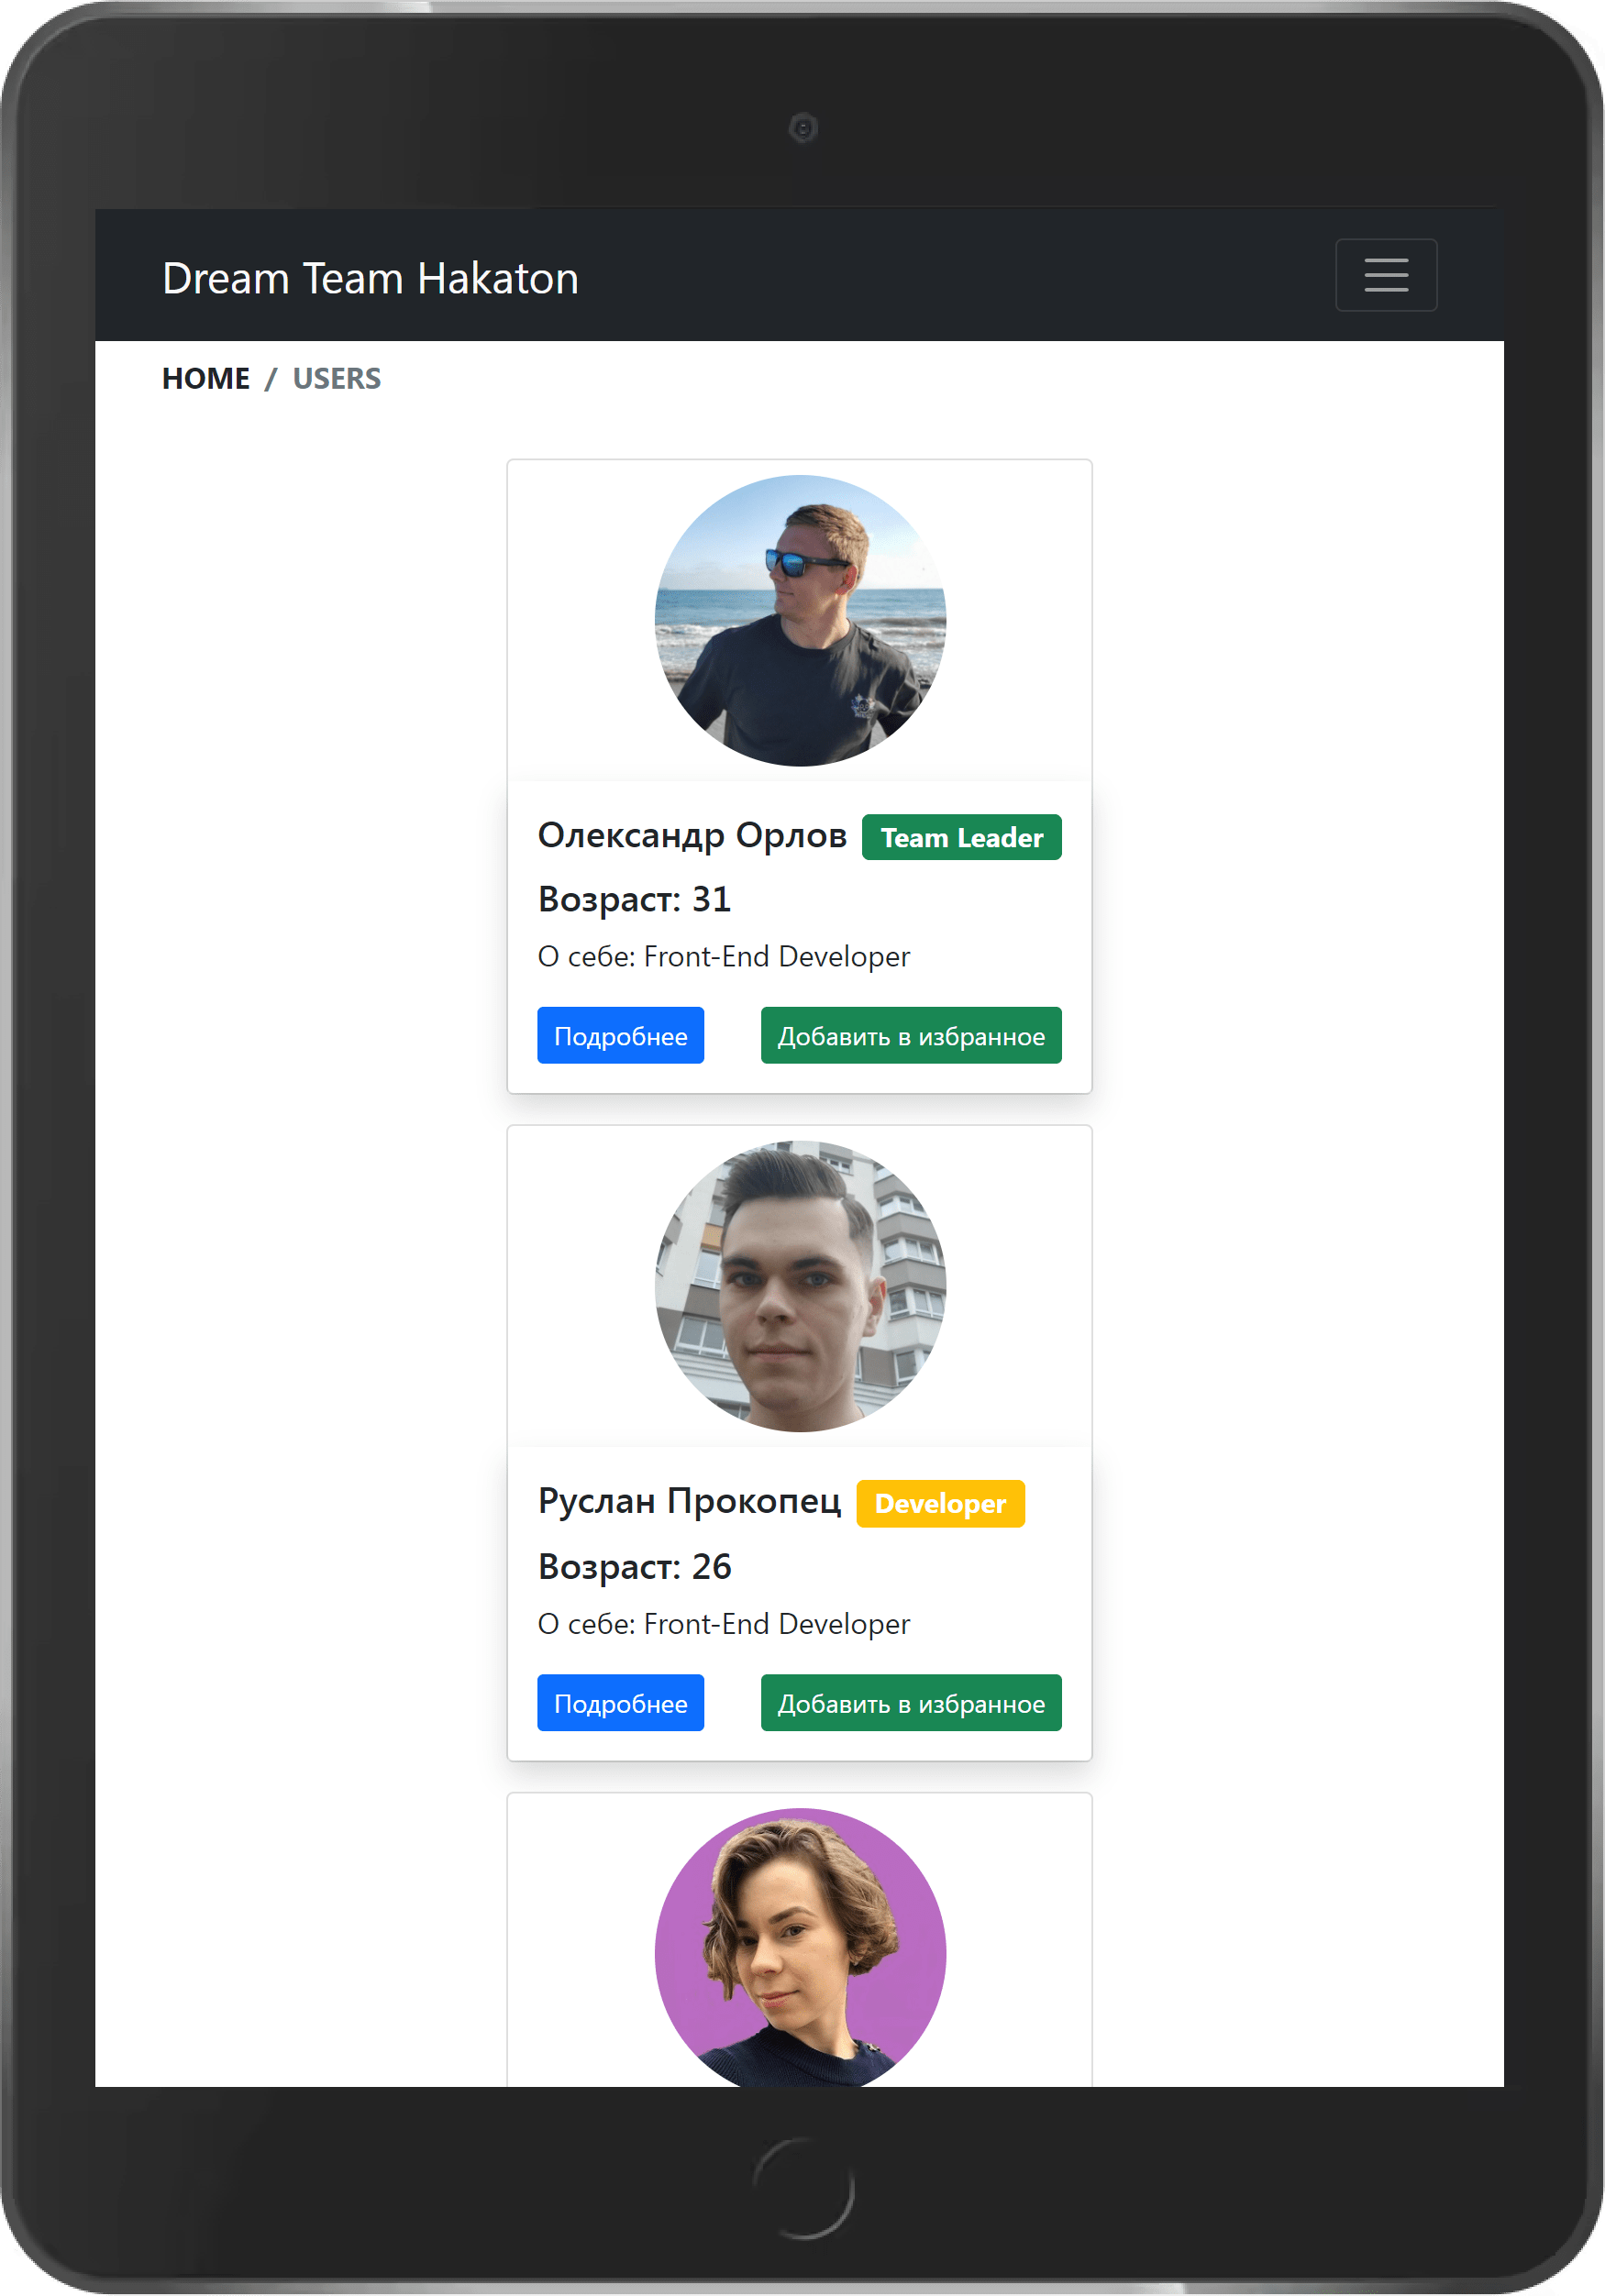 Dream Team Hakaton
HOME / USERS
Олександр Орлов Team Leader
Возраст: 31
О себе: Front-End Developer
Подробнее Добавить в избранное
Руслан Прокопец Developer
Возраст: 26
О себе: Front-End Developer
Подробнее Добавить в избранное